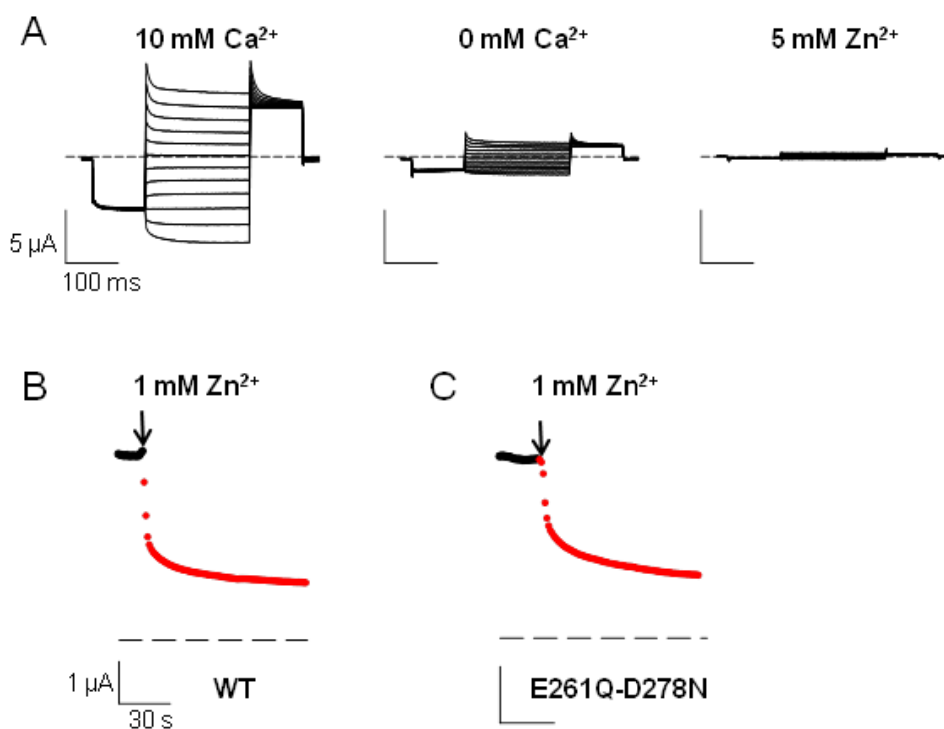 A
10 mM Ca²⁺
0 mM Ca²⁺
5 mM Zn²⁺
5 µA
100 ms
B
1 mM Zn²⁺
C
1 mM Zn²⁺
1 µA
30 s
WT
E261Q-D278N